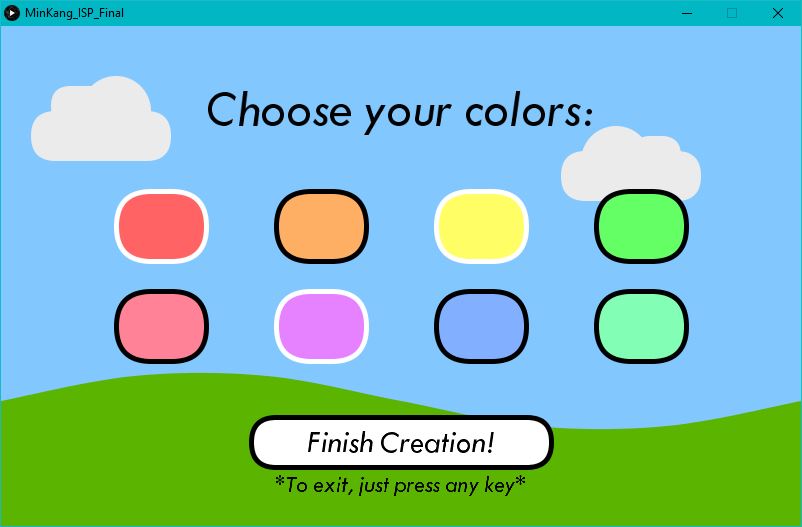 MinKang_ISP_Final
Choose your colors:
Finish Creation!
*To exit, just press any key*